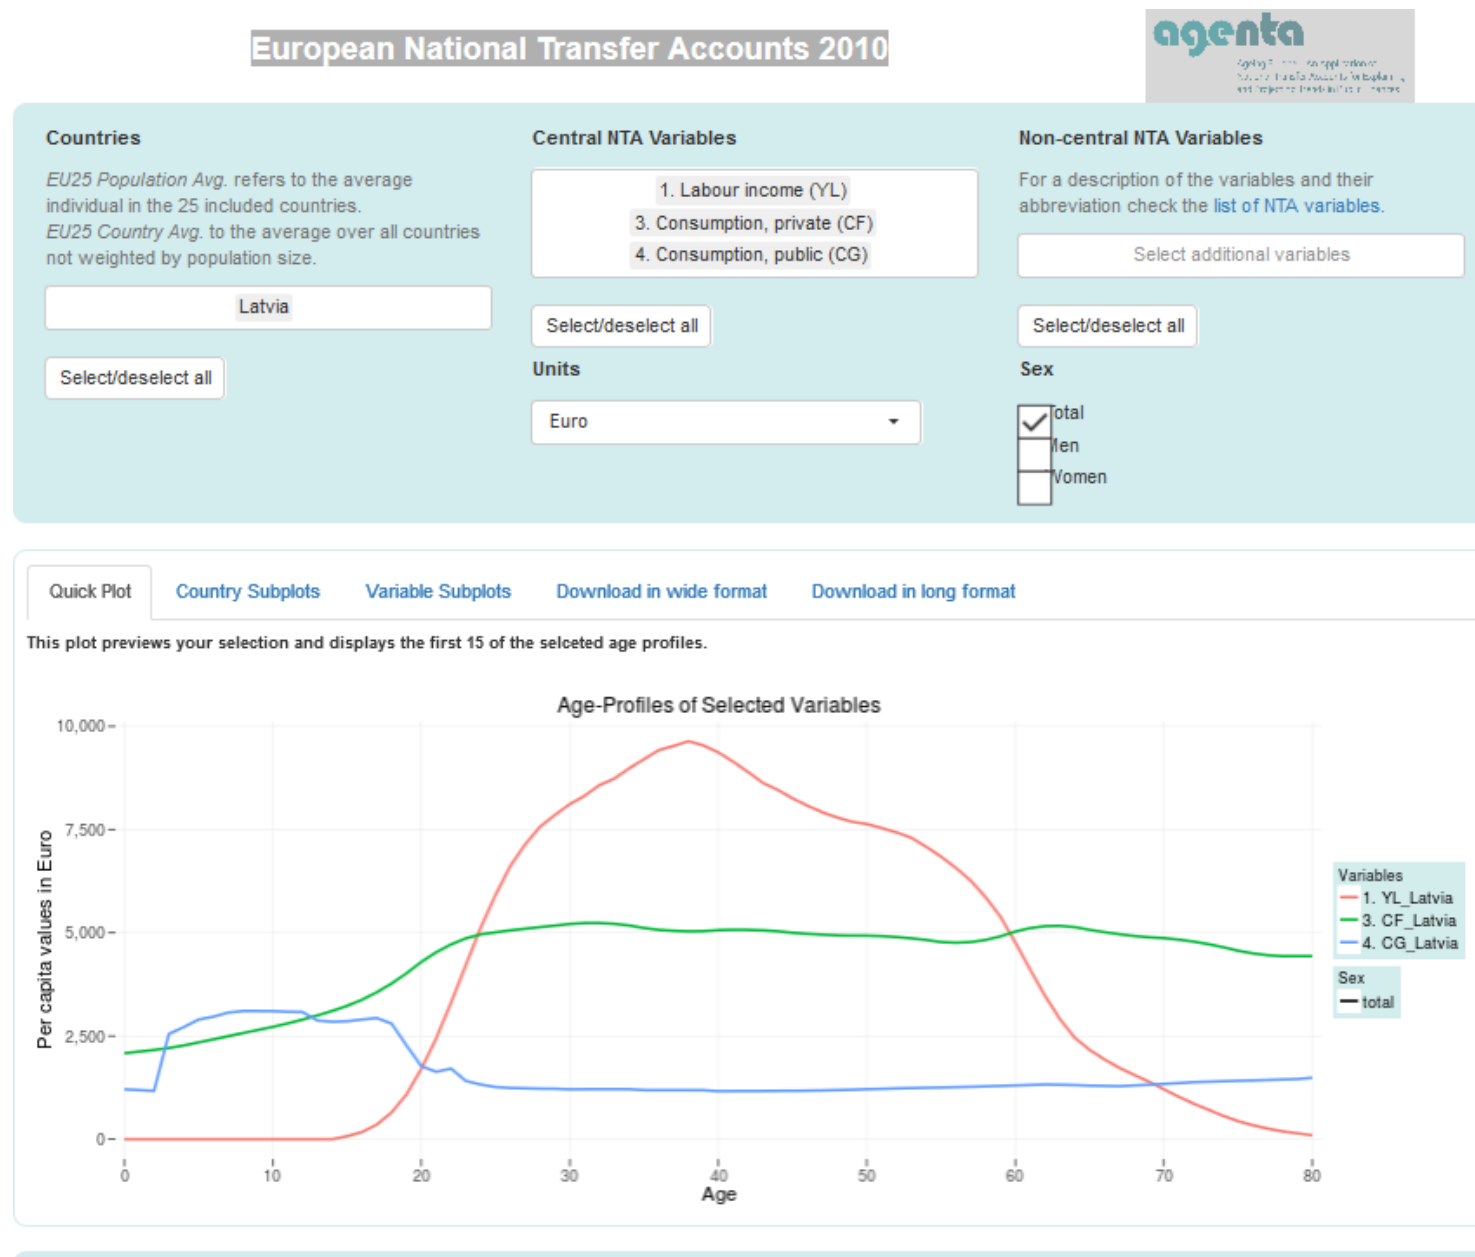 European National Transfer Accounts 2010
agenta
Countries
EU25 Population Avg. refers to the average
individual in the 25 included countries.
EU25 Country Avg. to the average over all countries
not weighted by population size.
Latvia
Select/deselect all
Central NTA Variables
1. Labour income (YL)
3. Consumption, private (CF)
4. Consumption, public (CG)
Select/deselect all
Units
Euro
Non-central NTA Variables
For a description of the variables and their
abbreviation check the list of NTA variables.
Select additional variables
Select/deselect all
Sex
otal
Men
Women
Quick Plot Country Subplots Variable Subplots Download in wide format Download in long format
This plot previews your selection and displays the first 15 of the selceted age profiles.
Age-Profiles of Selected Variables
Per capita values in Euro
10,000
7,500
5,000
2,500
0
0 10 20 30 40 50 60 70 80
Age
Variables
1. YL_Latvia
3. CF_Latvia
4. CG_Latvia
Sex
total